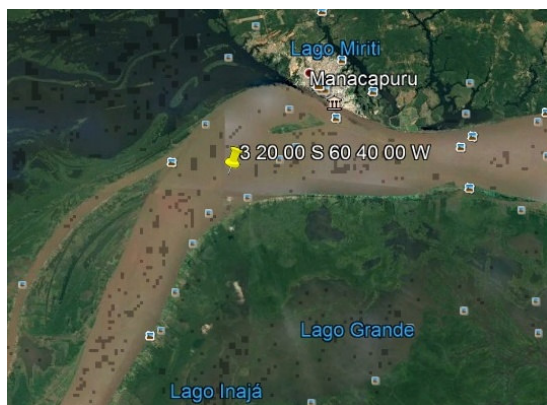 Lago Miriti
Manacapuru
3 20.00 S 60 40 00 W
Lago Grande
Lago Inajá